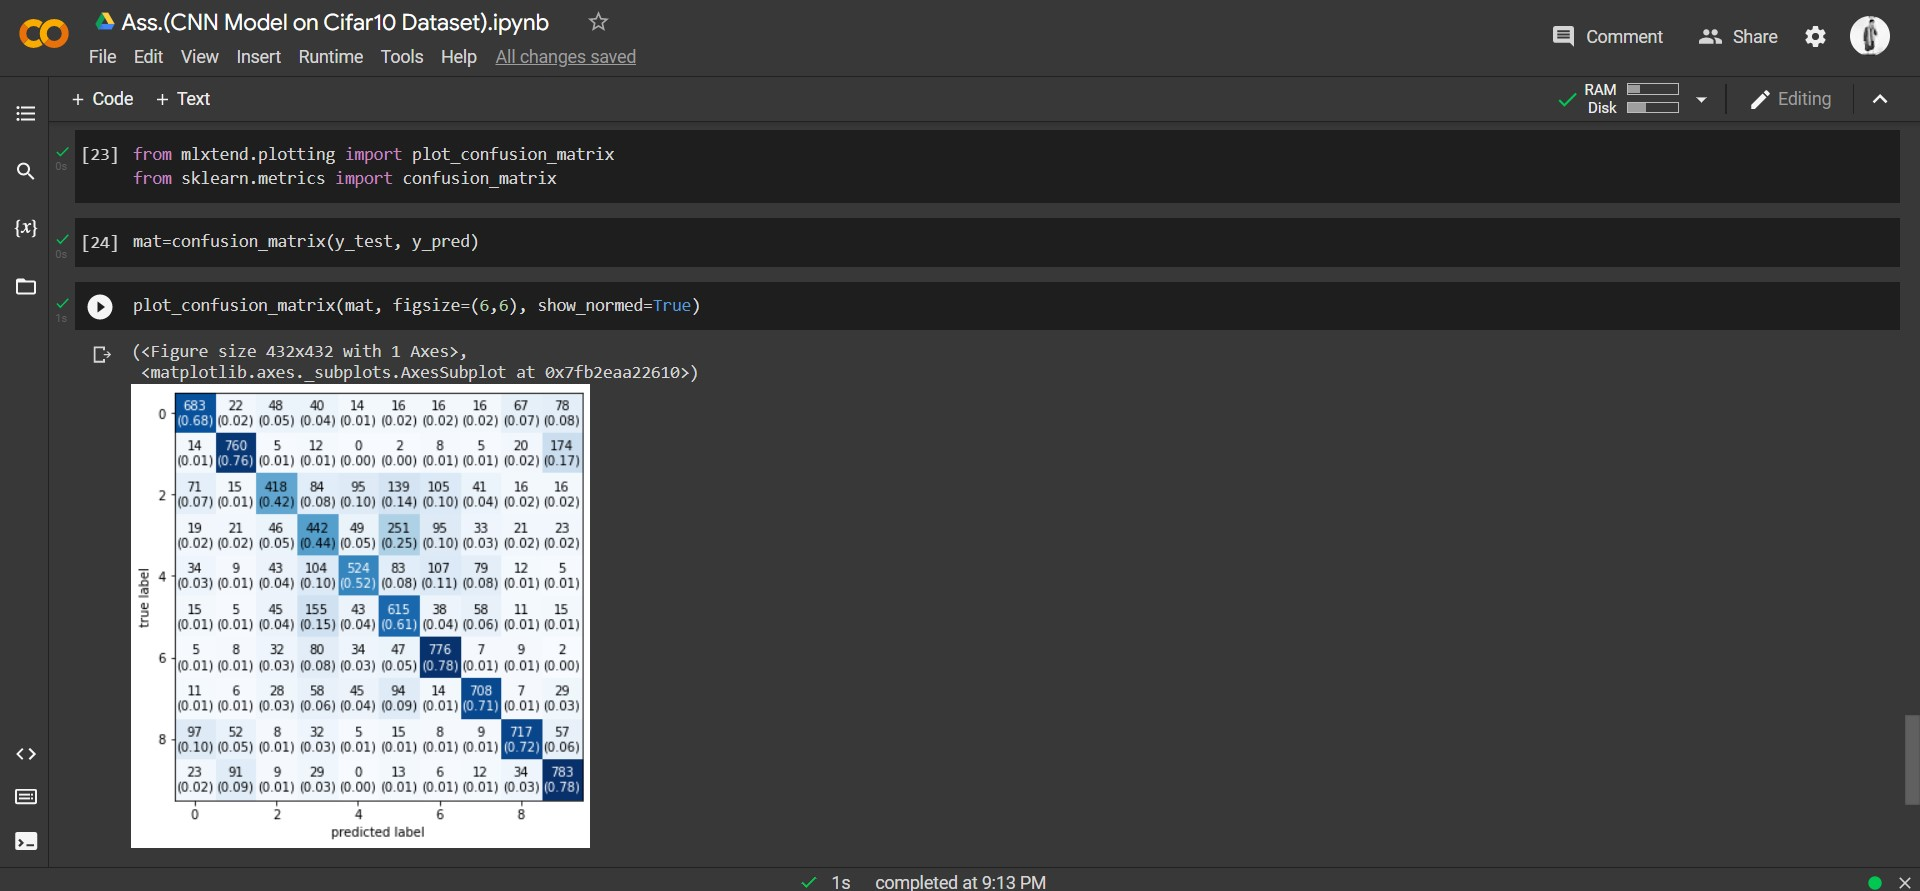 Ass.(CNN Model on Cifar10 Dataset).ipynb
File Edit View Insert Runtime Tools Help All changes saved
Comment Share
+ Code + Text
RAM
Disk
Editing
[23] from mlxtend.plotting import plot_confusion_matrix
0s
from sklearn.metrics import confusion_matrix
{x}
[24] mat=confusion_matrix(y_test, y_pred)
0s
plot_confusion_matrix(mat, figsize=(6,6), show_normed=True)
1s
(<Figure size 432x432 with 1 Axes>,
<matplotlib.axes._subplots.AxesSubplot at 0x7fb2eaa22610>)
0 683 22 48 40 14 16 16 16 67 78
(0.68) (0.02) (0.05) (0.04) (0.01) (0.02) (0.02) (0.02) (0.07) (0.08)
14 760 5 12 0 2 8 5 20 174
(0.01) (0.76) (0.01) (0.01) (0.00) (0.00) (0.01) (0.01) (0.02) (0.17)
2 71 15 418 84 95 139 105 41 16 16
(0.07) (0.01) (0.42) (0.08) (0.10) (0.14) (0.10) (0.04) (0.02) (0.02)
19 21 46 442 49 251 95 33 21 23
(0.02) (0.02) (0.05) (0.44) (0.05) (0.25) (0.10) (0.03) (0.02) (0.02)
4 34 9 43 104 524 83 107 79 12 5
(0.03) (0.01) (0.04) (0.10) (0.52) (0.08) (0.11) (0.08) (0.01) (0.01)
true label
15 5 45 155 43 615 38 58 11 15
(0.01) (0.01) (0.04) (0.15) (0.04) (0.61) (0.04) (0.06) (0.01) (0.01)
6 5 8 32 80 34 47 776 7 9 2
(0.01) (0.01) (0.03) (0.08) (0.03) (0.05) (0.78) (0.01) (0.01) (0.00)
11 6 28 58 45 94 14 708 7 29
(0.01) (0.01) (0.03) (0.06) (0.04) (0.09) (0.01) (0.71) (0.01) (0.03)
8 97 52 8 32 5 15 8 9 717 57
(0.10) (0.05) (0.01) (0.03) (0.01) (0.01) (0.01) (0.01) (0.72) (0.06)
23 91 9 29 0 13 6 12 34 783
(0.02) (0.09) (0.01) (0.03) (0.00) (0.01) (0.01) (0.01) (0.03) (0.78)
0 2 4 6 8
predicted label
1s completed at 9:13 PM